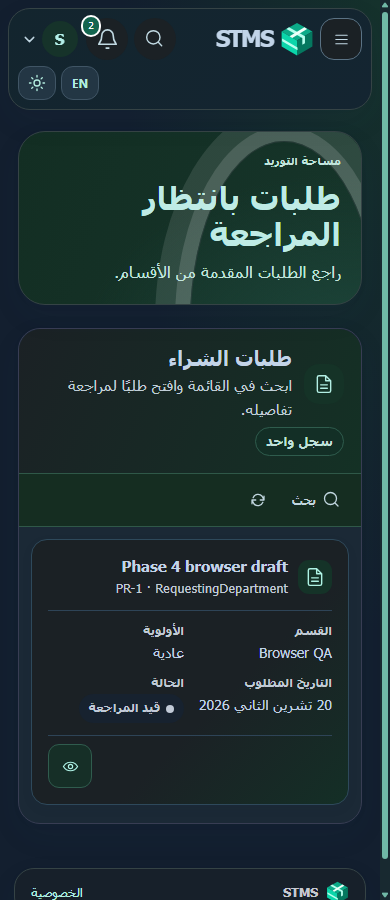 STMS
2
S
EN
مساحة التوريد
طلبات بانتظار
المراجعة
راجع الطلبات المقدمة من الأقسام.
طلبات الشراء
ابحث في القائمة وافتح طلبًا لمراجعة
تفاصيله.
سجل واحد
بحث
Phase 4 browser draft
PR-1 · RequestingDepartment
القسم
Browser QA
الأولوية
عادية
التاريخ المطلوب
20 تشرين الثاني 2026
الحالة
قيد المراجعة
STMS
الخصوصية